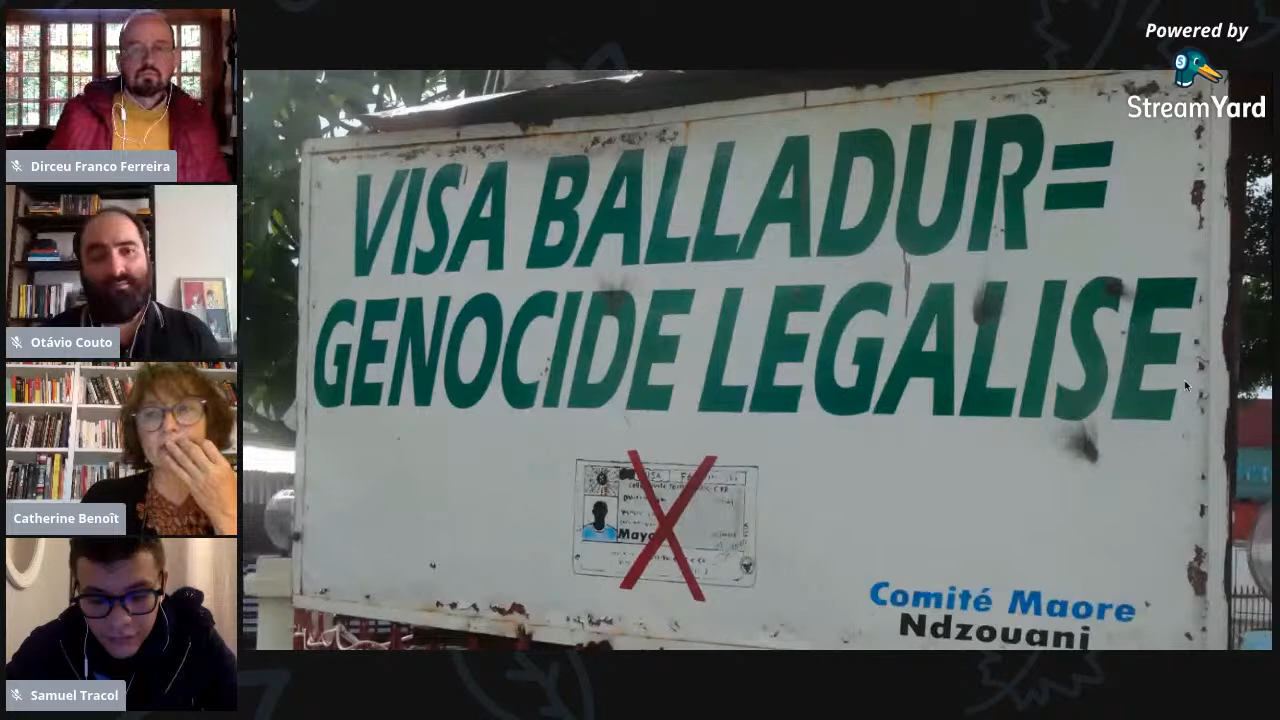 Powered by
StreamYard
Dirceu Franco Ferreira
Otávio Couto
Catherine Benoît
Samuel Tracol
VISA BALLADUR=
GENOCIDE LEGALISE
VISA
Comité Maore
Ndzouani